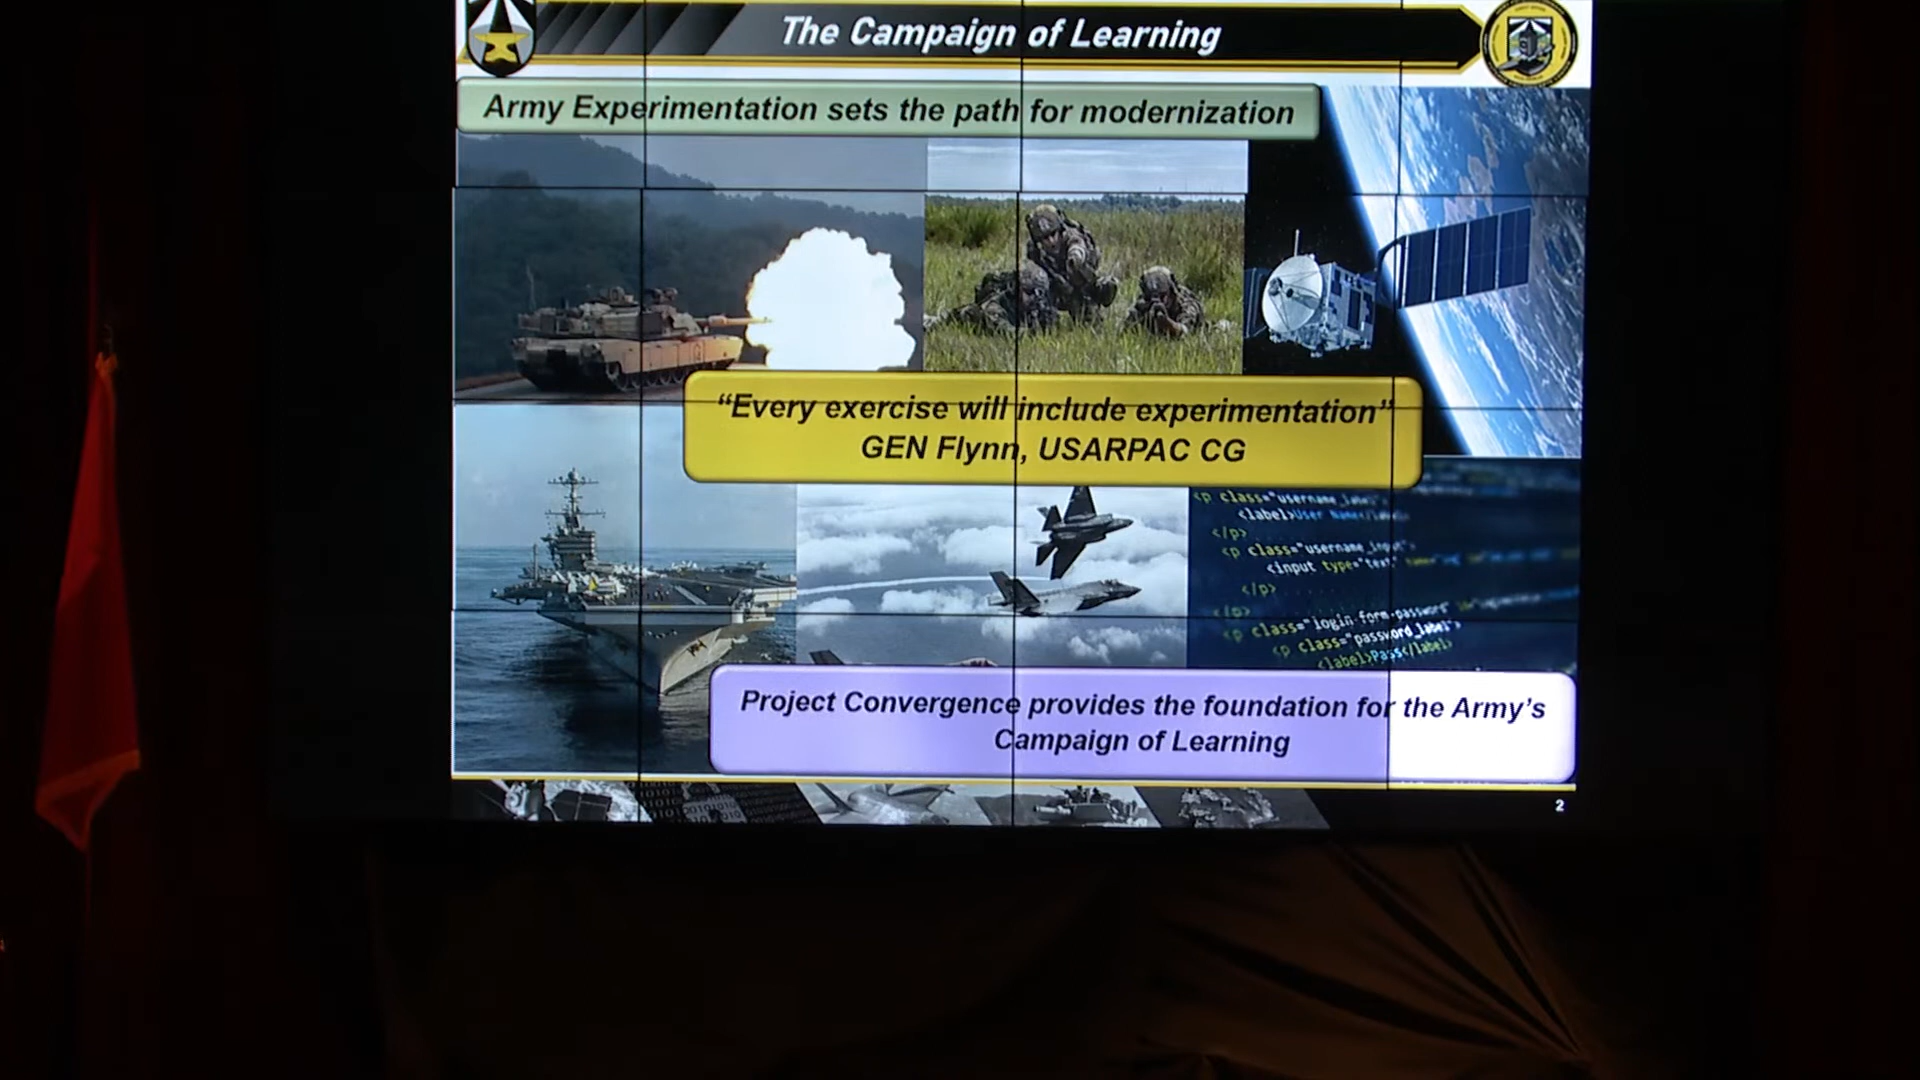 The Campaign of Learning
Army Experimentation sets the path for modernization
“Every exercise will include experimentation”
GEN Flynn, USARPAC CG
<p class="username_label">
<label>User Name</label>
</p>
<p class="username_input">
<input type="text"
</p>
</p>
<p class="login-form-password"
<p class="password_label">
<label>Pass</label>
Project Convergence provides the foundation for the Army’s
Campaign of Learning
2